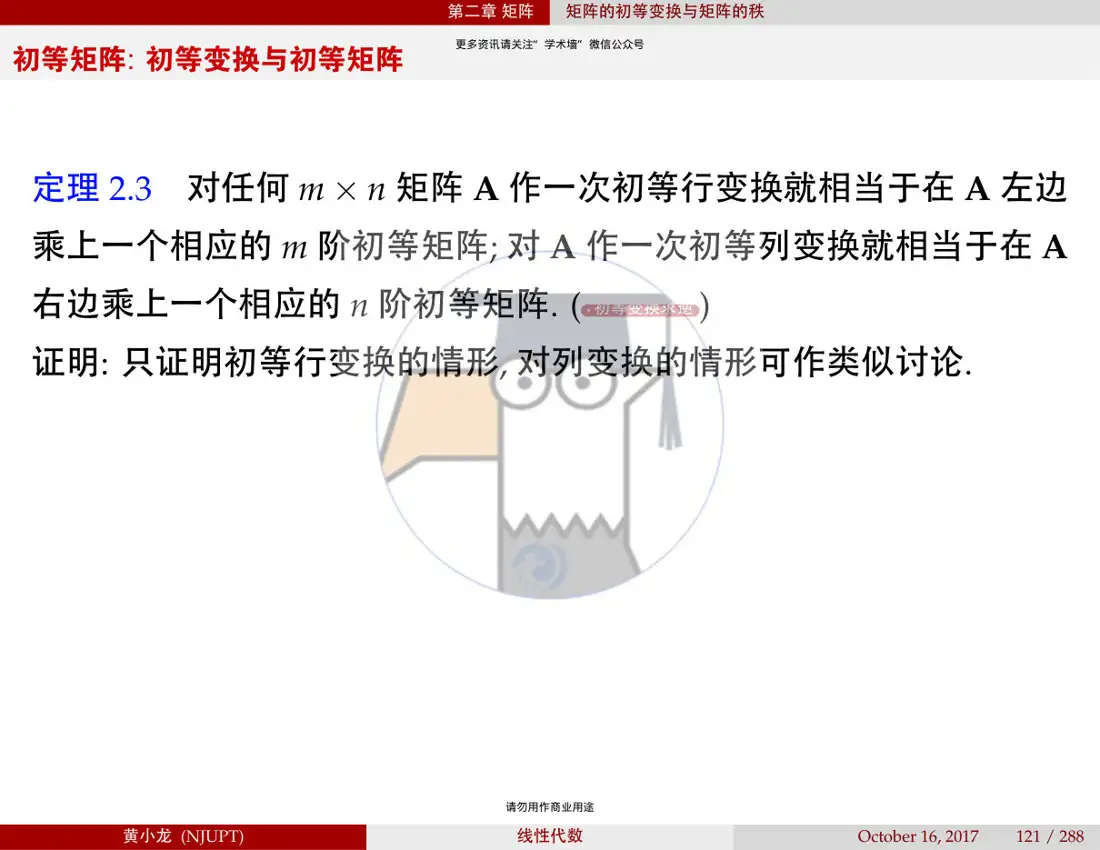 第二章 矩阵 矩阵的初等变换与矩阵的秩
更多资讯请关注“学术墙”微信公众号
初等矩阵: 初等变换与初等矩阵
定理 2.3 对任何 m × n 矩阵 A 作一次初等行变换就相当于在 A 左边
乘上一个相应的 m 阶初等矩阵; 对 A 作一次初等列变换就相当于在 A
右边乘上一个相应的 n 阶初等矩阵. (初等变换求逆)
证明: 只证明初等行变换的情形, 对列变换的情形可作类似讨论.
请勿用作商业用途
黄小龙 (NJUPT) 线性代数 October 16, 2017 121 / 288